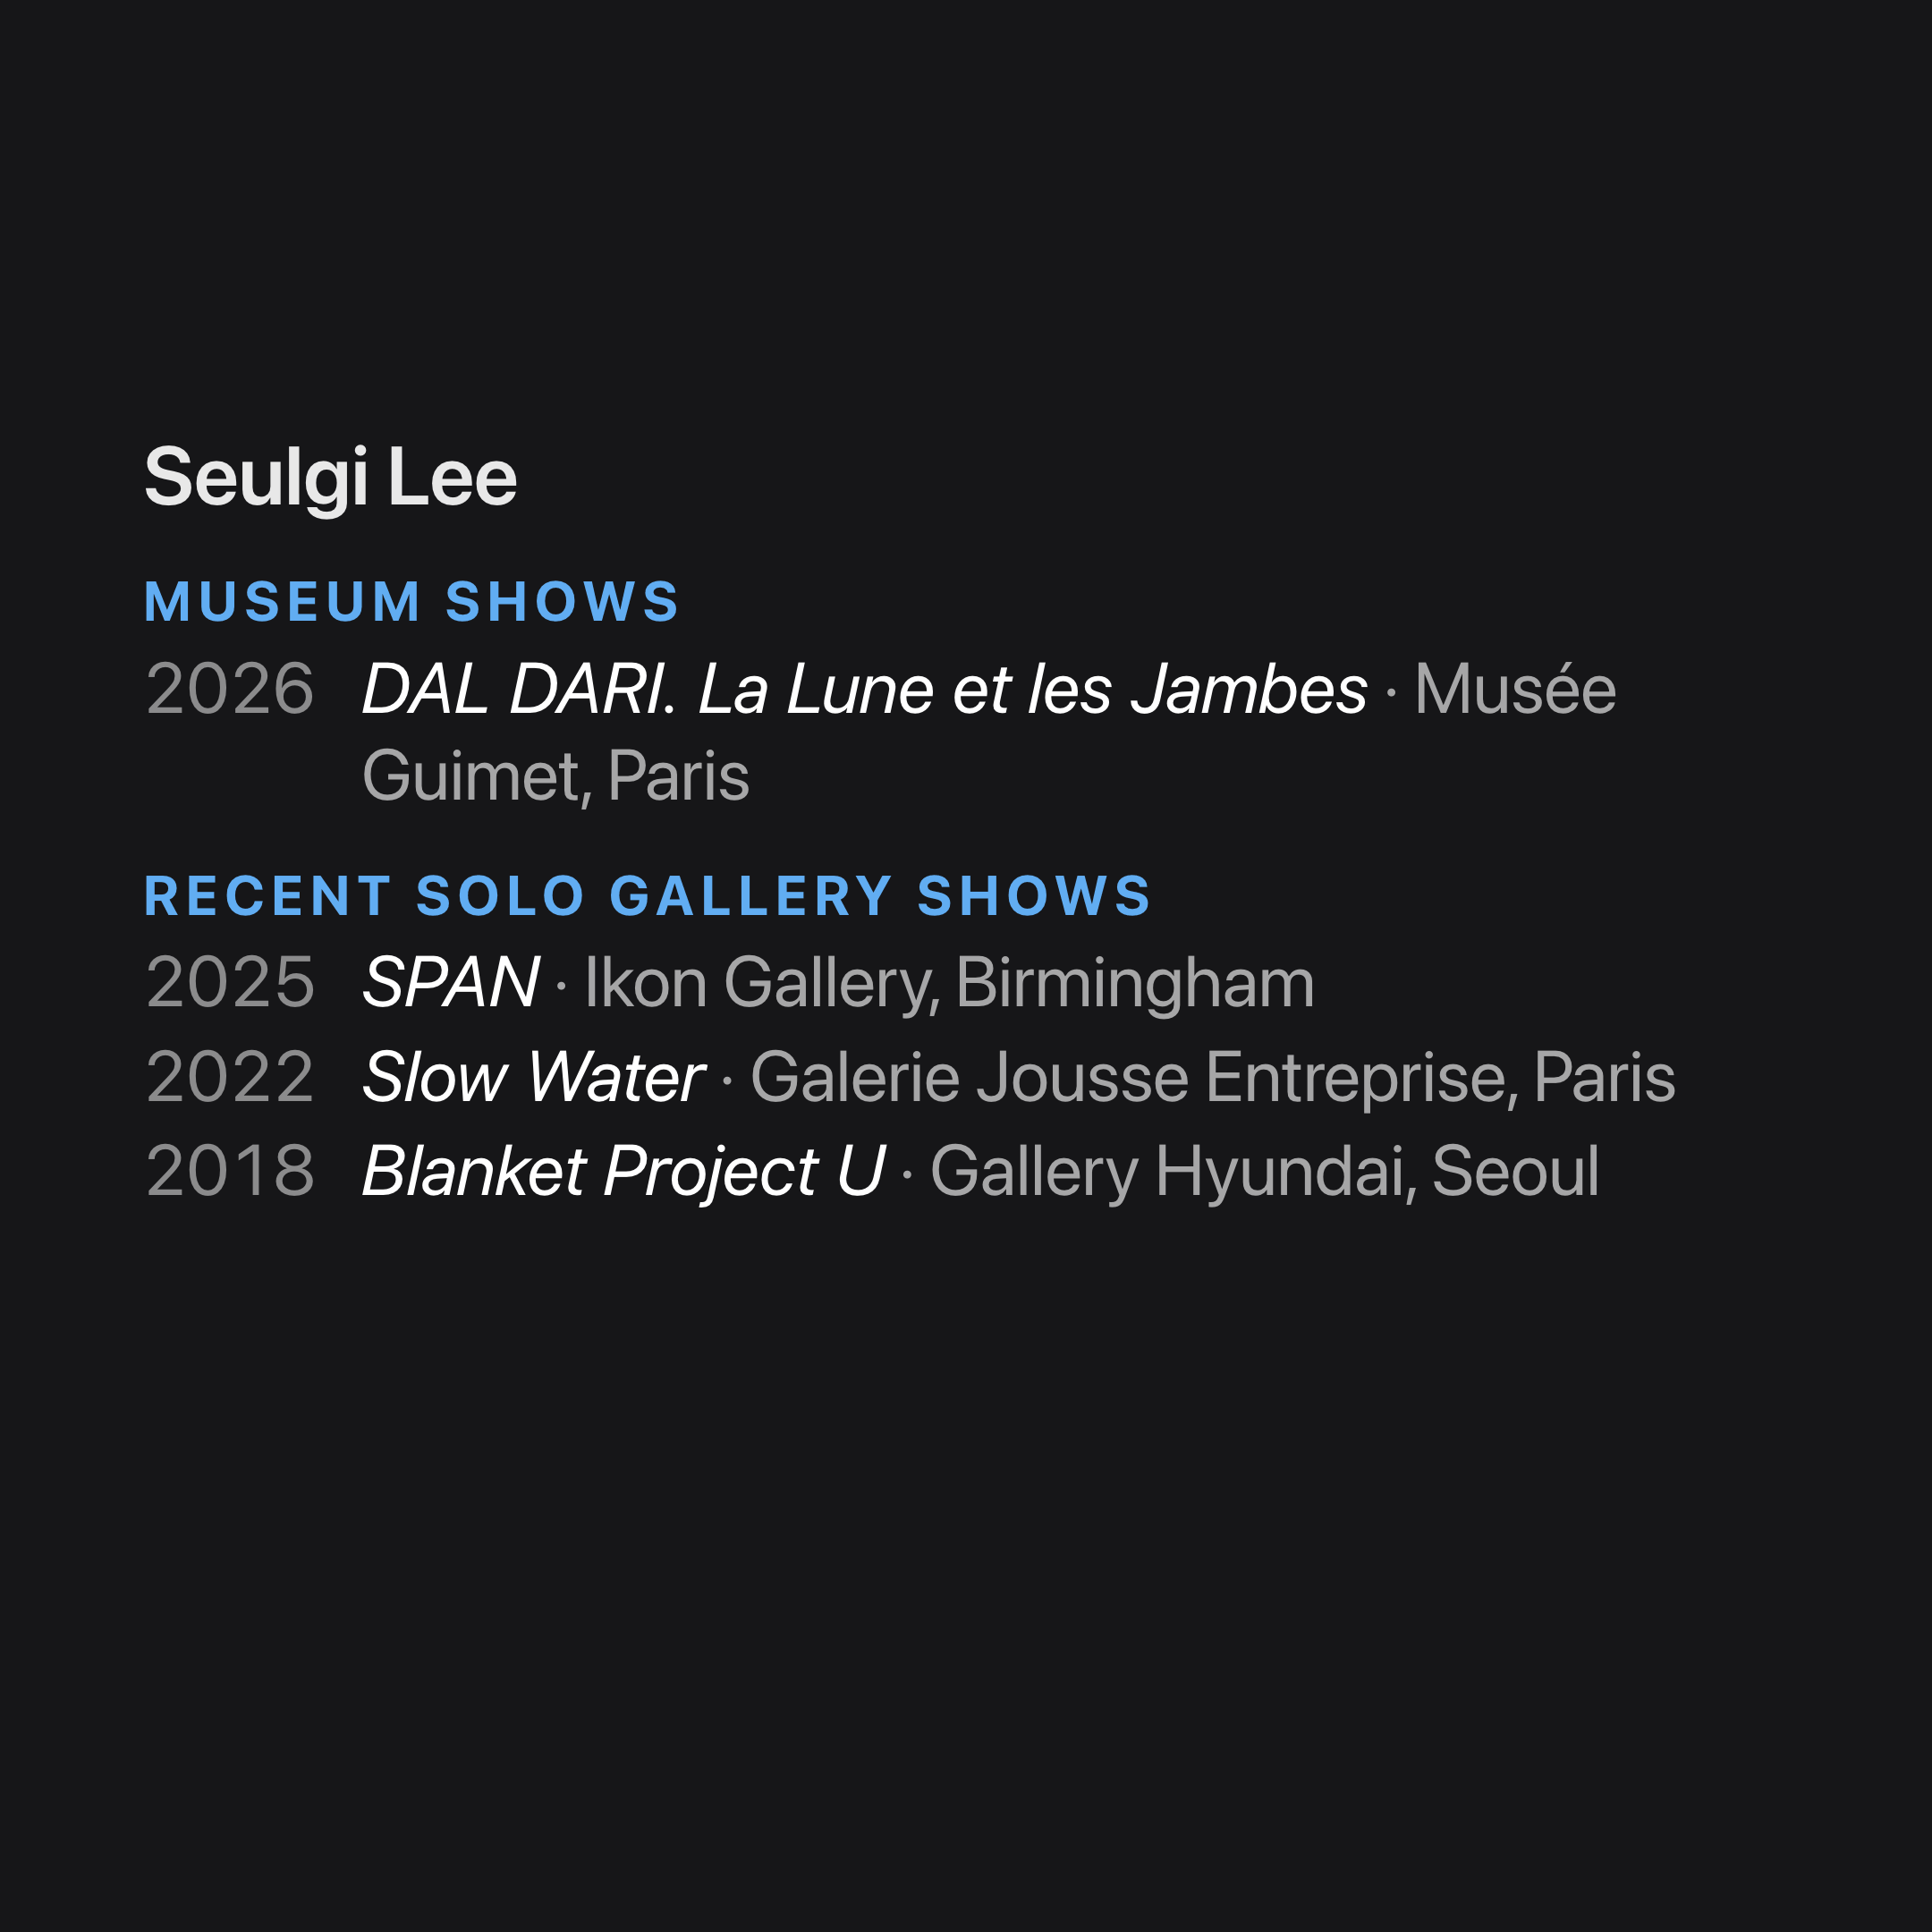 Seulgi Lee
MUSEUM SHOWS
2026 DAL DARI. La Lune et les Jambes · Musée
Guimet, Paris
RECENT SOLO GALLERY SHOWS
2025 SPAN · Ikon Gallery, Birmingham
2022 Slow Water · Galerie Jousse Entreprise, Paris
2018 Blanket Project U · Gallery Hyundai, Seoul